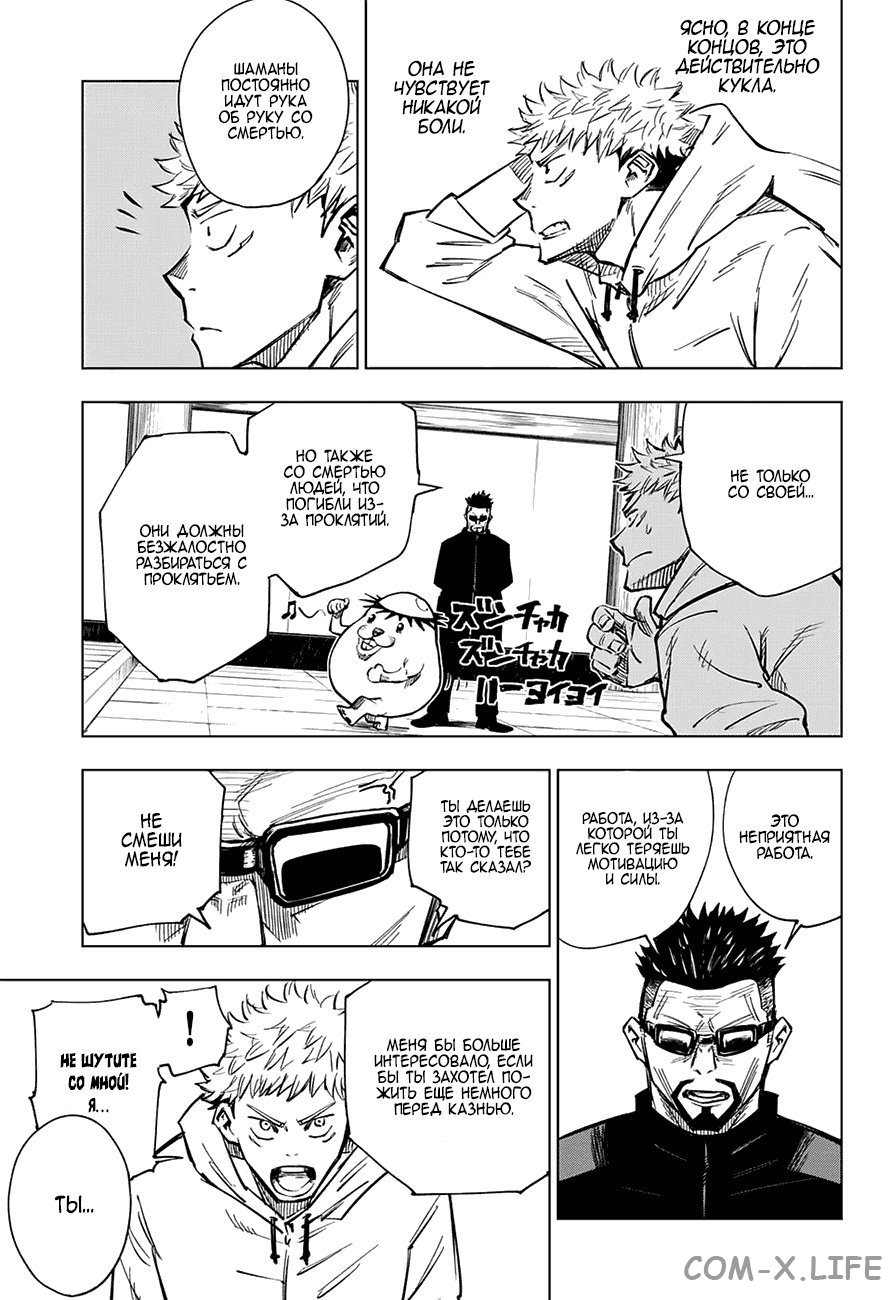 ЯСНО, В КОНЦЕ
КОНЦОВ, ЭТО
ДЕЙСТВИТЕЛЬНО
КУКЛА.
ОНА НЕ
ЧУВСТВУЕТ
НИКАКОЙ
БОЛИ.
ШАМАНЫ
ПОСТОЯННО
ИДУТ РУКА
ОБ РУКУ СО
СМЕРТЬЮ.
НЕ ТОЛЬКО
СО СВОЕЙ...
НО ТАКЖЕ
СО СМЕРТЬЮ
ЛЮДЕЙ, ЧТО
ПОГИБЛИ ИЗ-
ЗА ПРОКЛЯТИЙ.
ОНИ ДОЛЖНЫ
БЕЗЖАЛОСТНО
РАЗБИРАТЬСЯ С
ПРОКЛЯТЬЕМ.
ズンチャカ
ズンチャカ
ハーヨイヨイ
ЭТО
НЕПРИЯТНАЯ
РАБОТА.
РАБОТА, ИЗ-ЗА
КОТОРОЙ ТЫ
ЛЕГКО ТЕРЯЕШЬ
МОТИВАЦИЮ
И СИЛЫ.
ТЫ ДЕЛАЕШЬ
ЭТО ТОЛЬКО
ПОТОМУ, ЧТО
КТО-ТО ТЕБЕ
ТАК СКАЗАЛ?
НЕ
СМЕШИ
МЕНЯ!
МЕНЯ БЫ БОЛЬШЕ
ИНТЕРЕСОВАЛО, ЕСЛИ
БЫ ТЫ ЗАХОТЕЛ ПО-
ЖИТЬ ЕЩЕ НЕМНОГО
ПЕРЕД КАЗНЬЮ.
!
НЕ ШУТИТЕ
СО МНОЙ!
Я...
ТЫ...
COM-X.LIFE